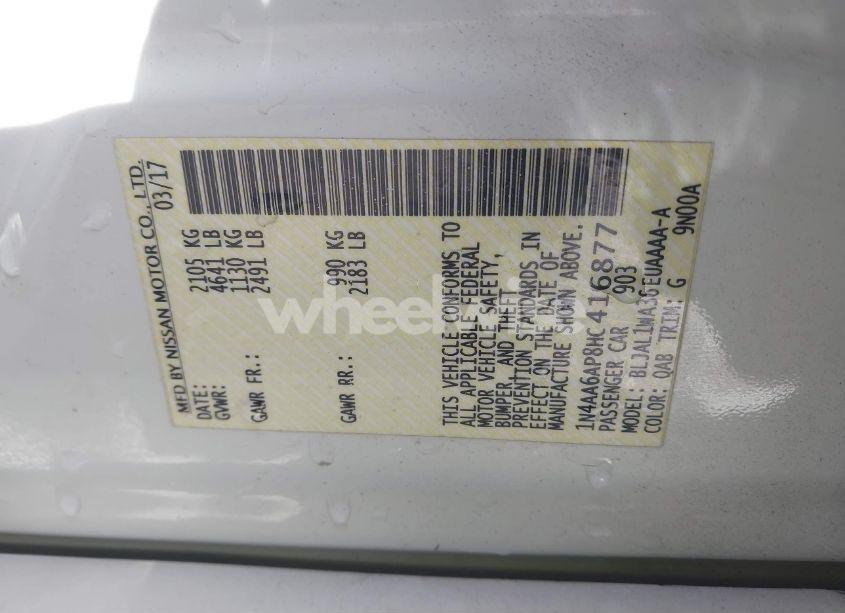 MFD BY NISSAN MOTOR CO., LTD.
DATE: 03/17
GVWR: 2105 KG
4641 LB
GAWR FR.: 1130 KG
2491 LB
GAWR RR.: 990 KG
2183 LB
THIS VEHICLE CONFORMS TO
ALL APPLICABLE FEDERAL
MOTOR VEHICLE SAFETY,
BUMPER, AND THEFT
PREVENTION STANDARDS IN
EFFECT ON THE DATE OF
MANUFACTURE SHOWN ABOVE.
1N4AA6AP8HC416877
PASSENGER CAR 903
MODEL: BLJALLWA36EUAAAA-A
COLOR: QAB TRIM: G 9N00A